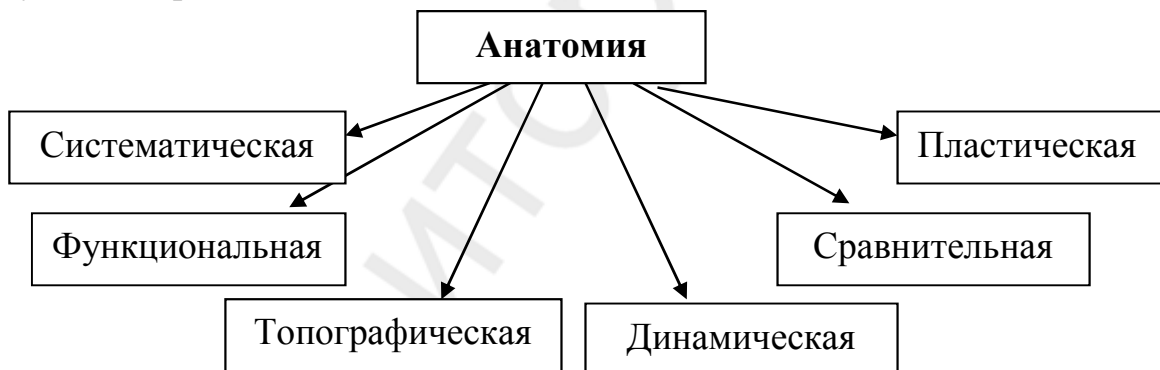 Анатомия
Систематическая
Пластическая
Функциональная
Сравнительная
Топографическая
Динамическая